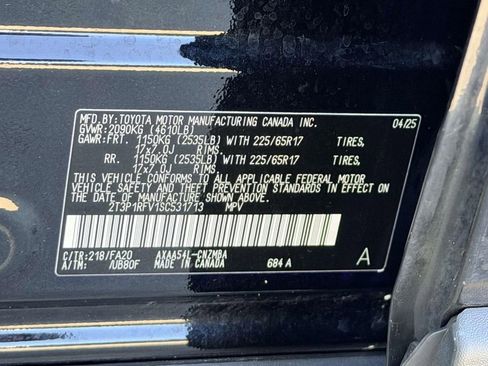 MFD.BY:TOYOTA MOTOR MANUFACTURING CANADA INC. 04/25
GVWR:2090KG (4610LB)
GAWR:FRT. 1150KG (2535LB) WITH 225/65R17 TIRES,
17x7.0J RIMS.
RR. 1150KG (2535LB) WITH 225/65R17 TIRES,
17x7.0J RIMS.
THIS VEHICLE CONFORMS TO ALL APPLICABLE FEDERAL MOTOR
VEHICLE SAFETY AND THEFT PREVENTION STANDARDS IN EFFECT
ON THE DATE OF MANUFACTURE SHOWN ABOVE.
2T3P1RFV1SC531713 MPV
C/TR:218/FA20 AXAA54L-CNZMBA A
A/TM: /UB80F MADE IN CANADA 684 A